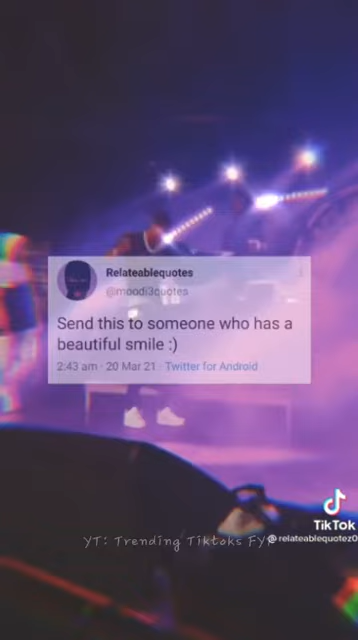 Relateablequotes
@moodi3quotes
Send this to someone who has a
beautiful smile :)
2:43 am · 20 Mar 21 · Twitter for Android
TikTok
YT: Trending Tiktoks FYP
@relateablequotez0